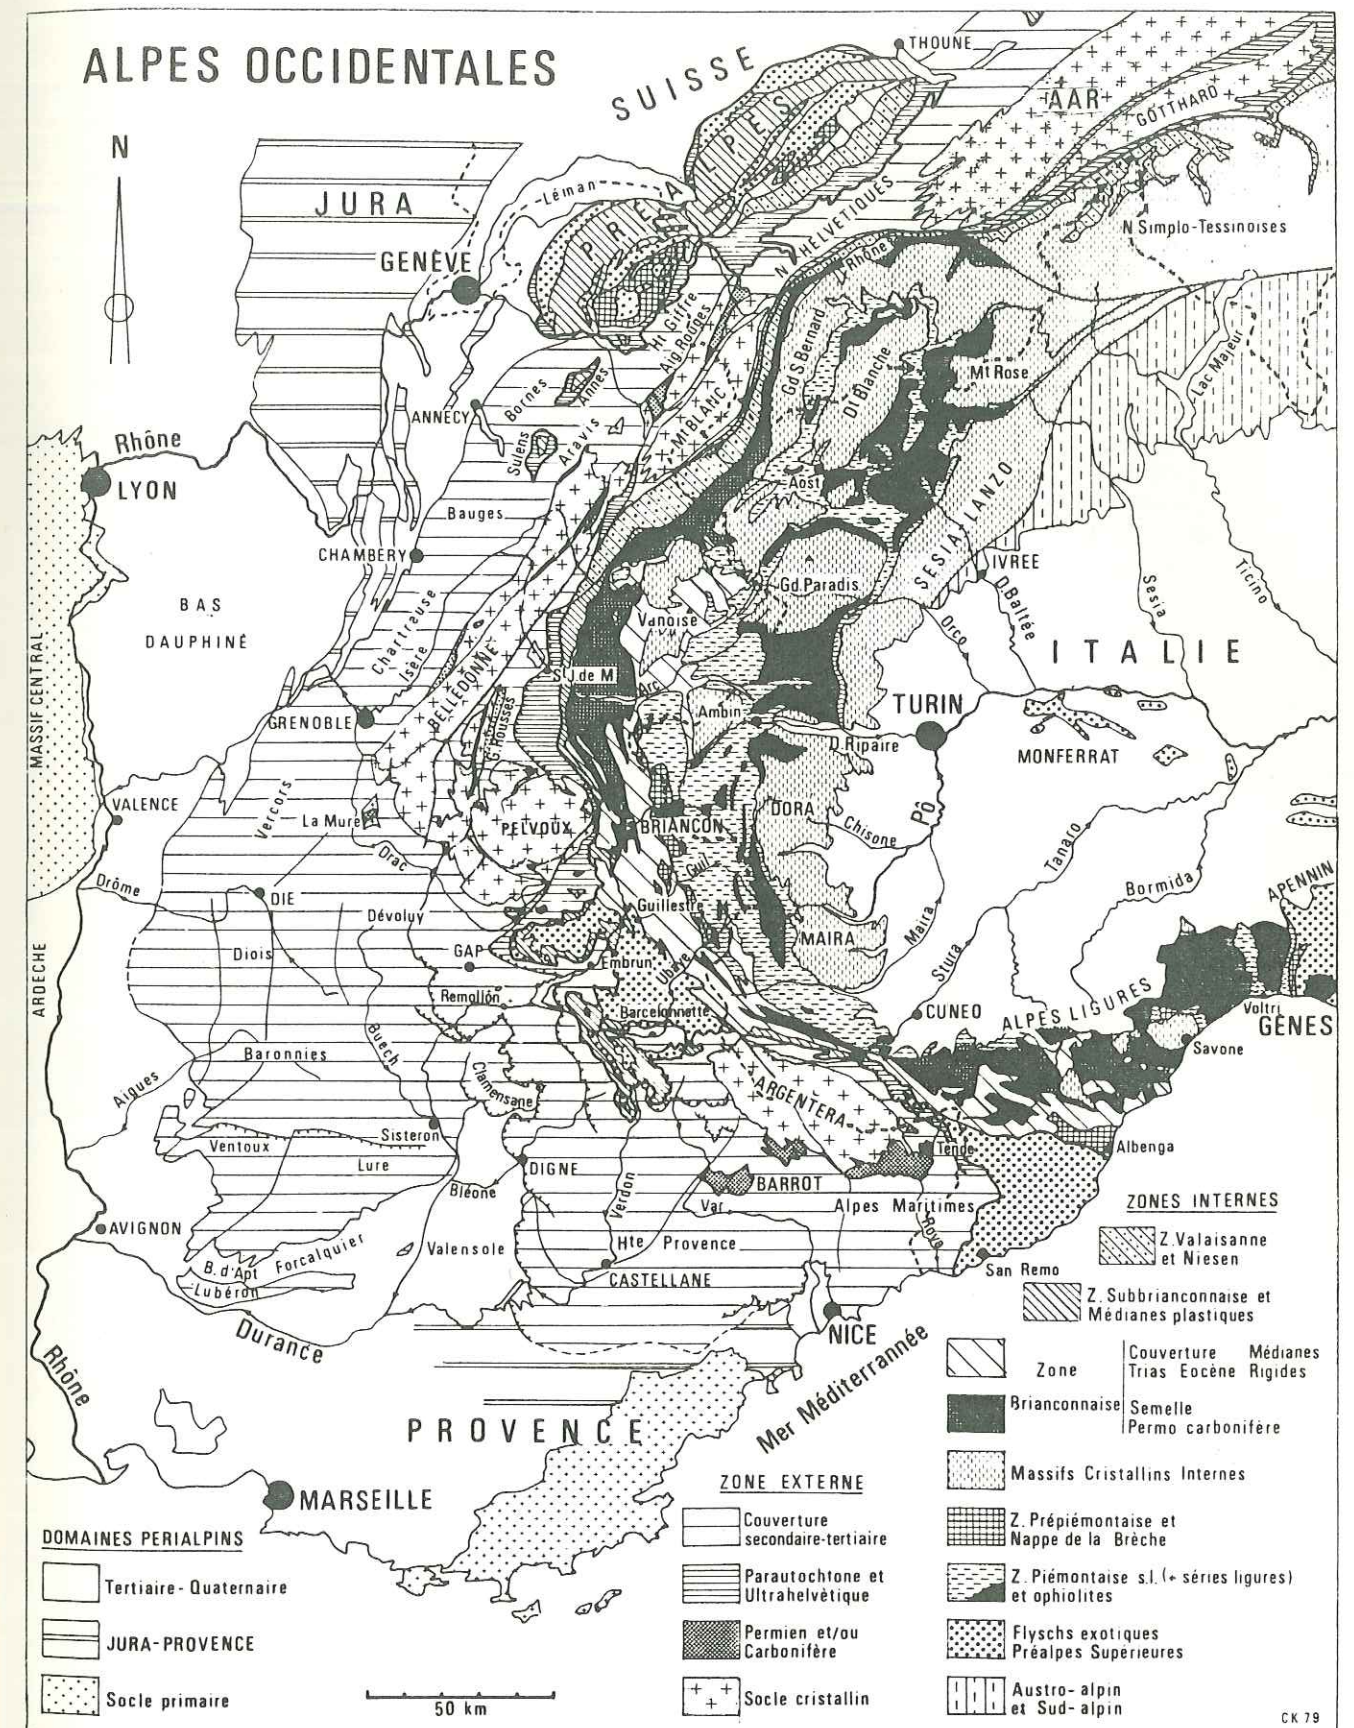 ALPES OCCIDENTALES
SUISSE
THOUNE
AAR
GOTTHARD
N
JURA
Léman
PREALPES
N. HELVETIQUES
N Simplo-Tessinoises
GENÈVE
Rhône
Ht Giffre
Aig Rouges
Gd S. Bernard
Dt Blanche
Mt Rose
Lac Majeur
Bornes
Annes
ANNECY
Mt BLANC
Sulens
Aravis
Rhône
LYON
Aost
SESIA-LANZO
Bauges
CHAMBERY
IVREE
Gd Paradis
D. Baltée
Sesia
Ticino
BAS
DAUPHINÉ
Chartreuse
Isère
Vanoise
Orco
ITALIE
MASSIF CENTRAL
BELLEDONNE
St J. de M
Arc
Ambin
TURIN
GRENOBLE
G. Rousses
D. Ripaire
MONFERRAT
VALENCE
Vercors
La Mure
PELVOUX
BRIANCON
DORA
Chisone
Pô
Tanaro
Drac
Guil
Bormida
APENNIN
Drôme
DIE
Dévoluy
Guillestre
MAIRA
Maira
Stura
ARDECHE
Diois
GAP
Embrun
Ubaye
Remollon
Barcelonnette
CUNEO
ALPES LIGURES
Voltri
GÊNES
Savone
Buech
Baronnies
Aigues
Clamensane
ARGENTERA
Sisteron
Ventoux
Lure
Tende
Albenga
DIGNE
BARROT
Bléone
Verdon
Var
Alpes Maritimes
Roya
AVIGNON
Valensole
Hte Provence
Forcalquier
B. d'Apt
Lubéron
CASTELLANE
San Remo
Durance
NICE
Mer Méditerrannée
Rhône
PROVENCE
MARSEILLE
ZONES INTERNES
Z. Valaisanne
et Niesen
Z. Subbrianconnaise et
Médianes plastiques
Zone
Brianconnaise
Couverture Médianes
Trias Eocène Rigides
Semelle
Permo carbonifère
Massifs Cristallins Internes
Z. Prépiémontaise et
Nappe de la Brèche
Z. Piémontaise s.l. (+ séries ligures)
et ophiolites
Flyschs exotiques
Préalpes Supérieures
Austro-alpin
et Sud-alpin
ZONE EXTERNE
Couverture
secondaire-tertiaire
Parautochtone et
Ultrahelvètique
Permien et/ou
Carbonifère
Socle cristallin
DOMAINES PERIALPINS
Tertiaire-Quaternaire
JURA-PROVENCE
Socle primaire
50 km
CK 79